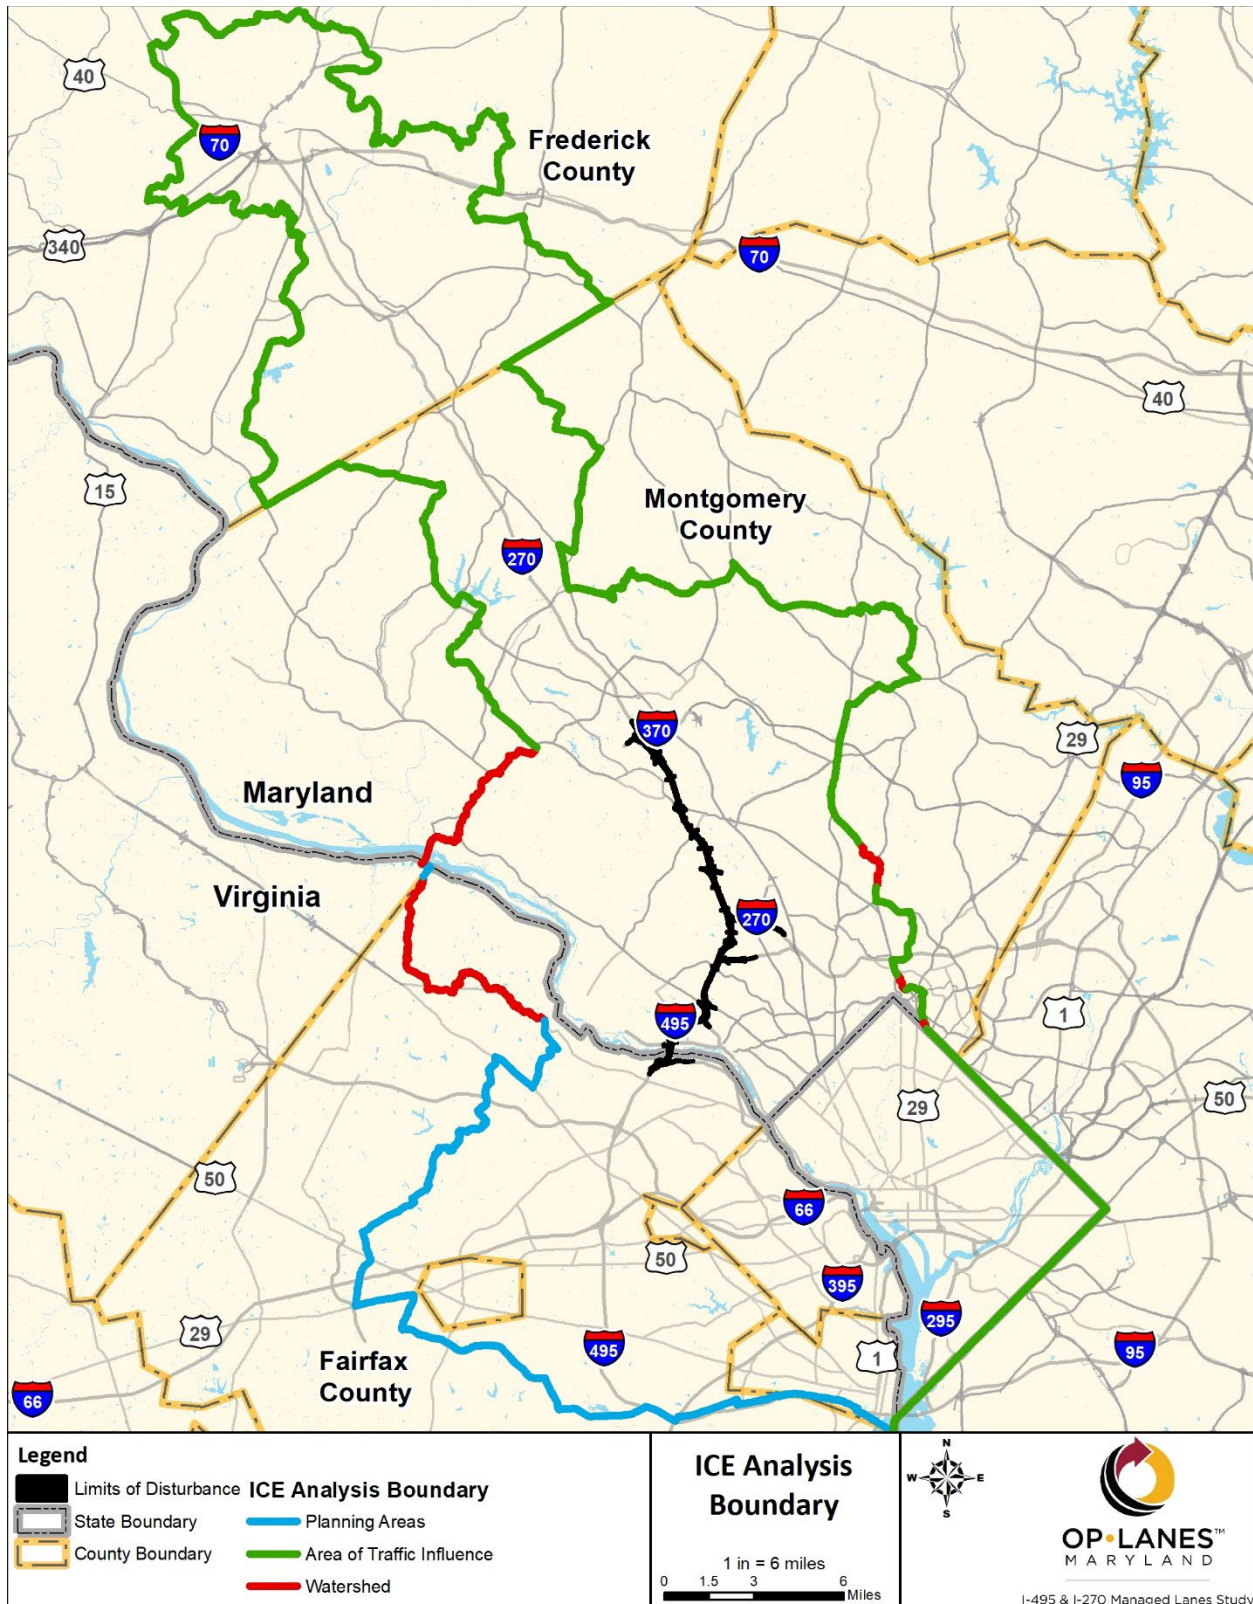 40
70
Frederick
County
340
70
40
15
Montgomery
County
270
370
29
95
Maryland
Virginia
270
495
1
29
50
50
66
50
395
295
29
495
1
95
Fairfax
County
66
Legend
Limits of Disturbance
State Boundary
County Boundary
ICE Analysis Boundary
Planning Areas
Area of Traffic Influence
Watershed
ICE Analysis
Boundary
1 in = 6 miles
0 1.5 3 6
Miles
N
W E
S
OP•LANES™
MARYLAND
I-495 & I-270 Managed Lanes Study